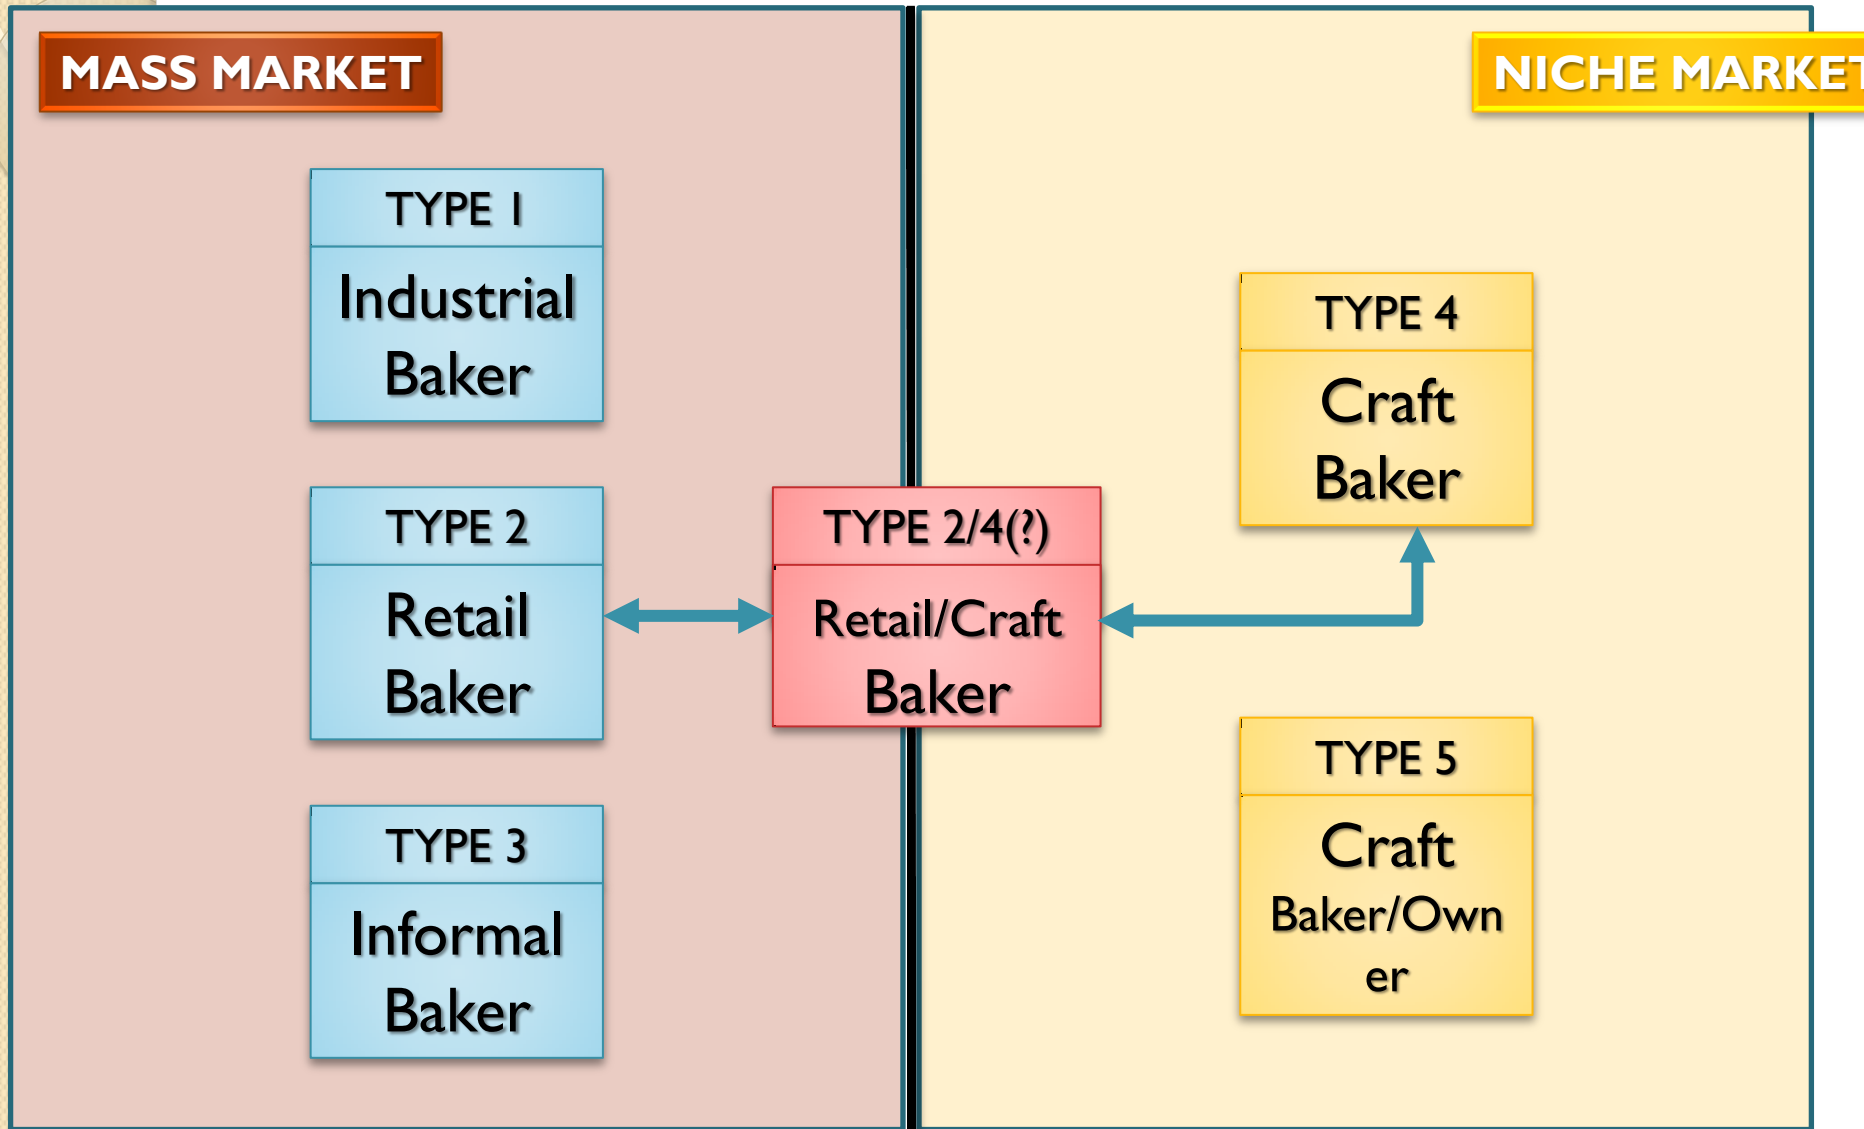 MASS MARKET
NICHE MARKET
TYPE 1
Industrial
Baker
TYPE 2
Retail
Baker
TYPE 3
Informal
Baker
TYPE 2/4(?)
Retail/Craft
Baker
TYPE 4
Craft
Baker
TYPE 5
Craft
Baker/Own
er